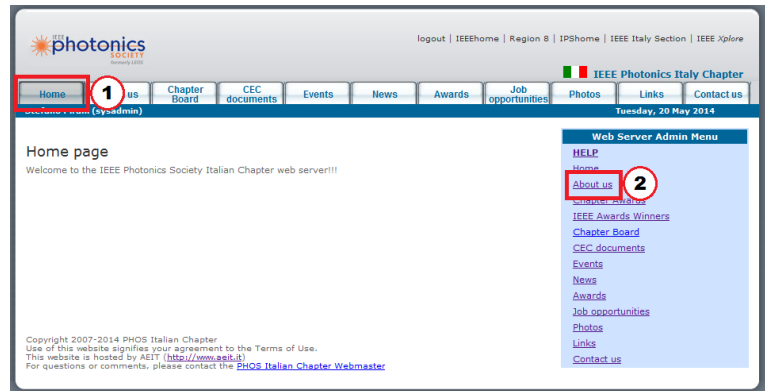 IEEE
photonics
SOCIETY
formerly LEOS
logout | IEEEhome | Region 8 | IPShome | IEEE Italy Section | IEEE Xplore
IEEE Photonics Italy Chapter
Home
1
us
Chapter Board
CEC documents
Events
News
Awards
Job opportunities
Photos
Links
Contact us
(sysadmin)
Tuesday, 20 May 2014
Home page
Welcome to the IEEE Photonics Society Italian Chapter web server!!!
Web Server Admin Menu
HELP
Home
About us
2
Chapter Awards
IEEE Awards Winners
Chapter Board
CEC documents
Events
News
Awards
Job opportunities
Photos
Links
Contact us
Copyright 2007-2014 PHOS Italian Chapter
Use of this website signifies your agreement to the Terms of Use.
This website is hosted by AEIT (http://www.aeit.it)
For questions or comments, please contact the PHOS Italian Chapter Webmaster